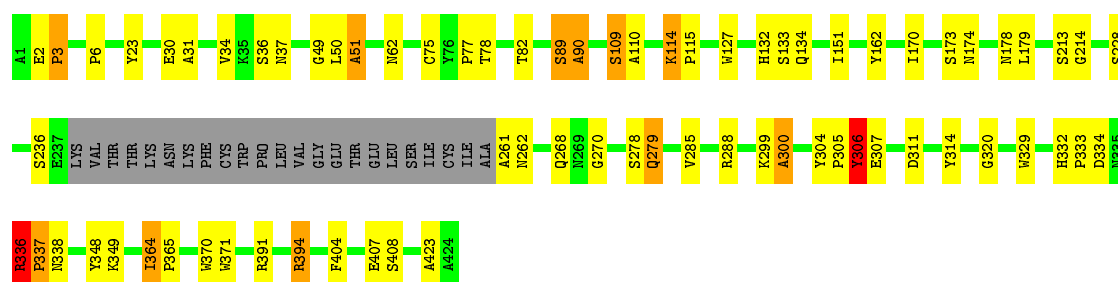 A1 E2 P3 P6 Y23 E30 A31 V34 K35 S36 N37 G49 L50 A51 N62 C75 Y76 P77 T78 T82 S89 A90 S109 A110 K114 P115 W127 H132 S133 Q134 I151 Y162 I170 S173 N174 N178 L179 S213 G214 S228
S236 E237 LYS VAL THR THR LYS ASN PHE CYS TRP PRO LEU VAL GLY GLU THR GLU LEU SER ILE CYS ILE ALA A261 N262 Q268 N269 G270 S278 Q279 V285 R288 K299 A300 Y304 P305 Y306 E307 D311 Y314 G320 W329 H332 P333 D334 N335
R336 P337 N338 Y348 K349 I364 P365 W370 W371 R391 R394 F404 E407 S408 A423 A424